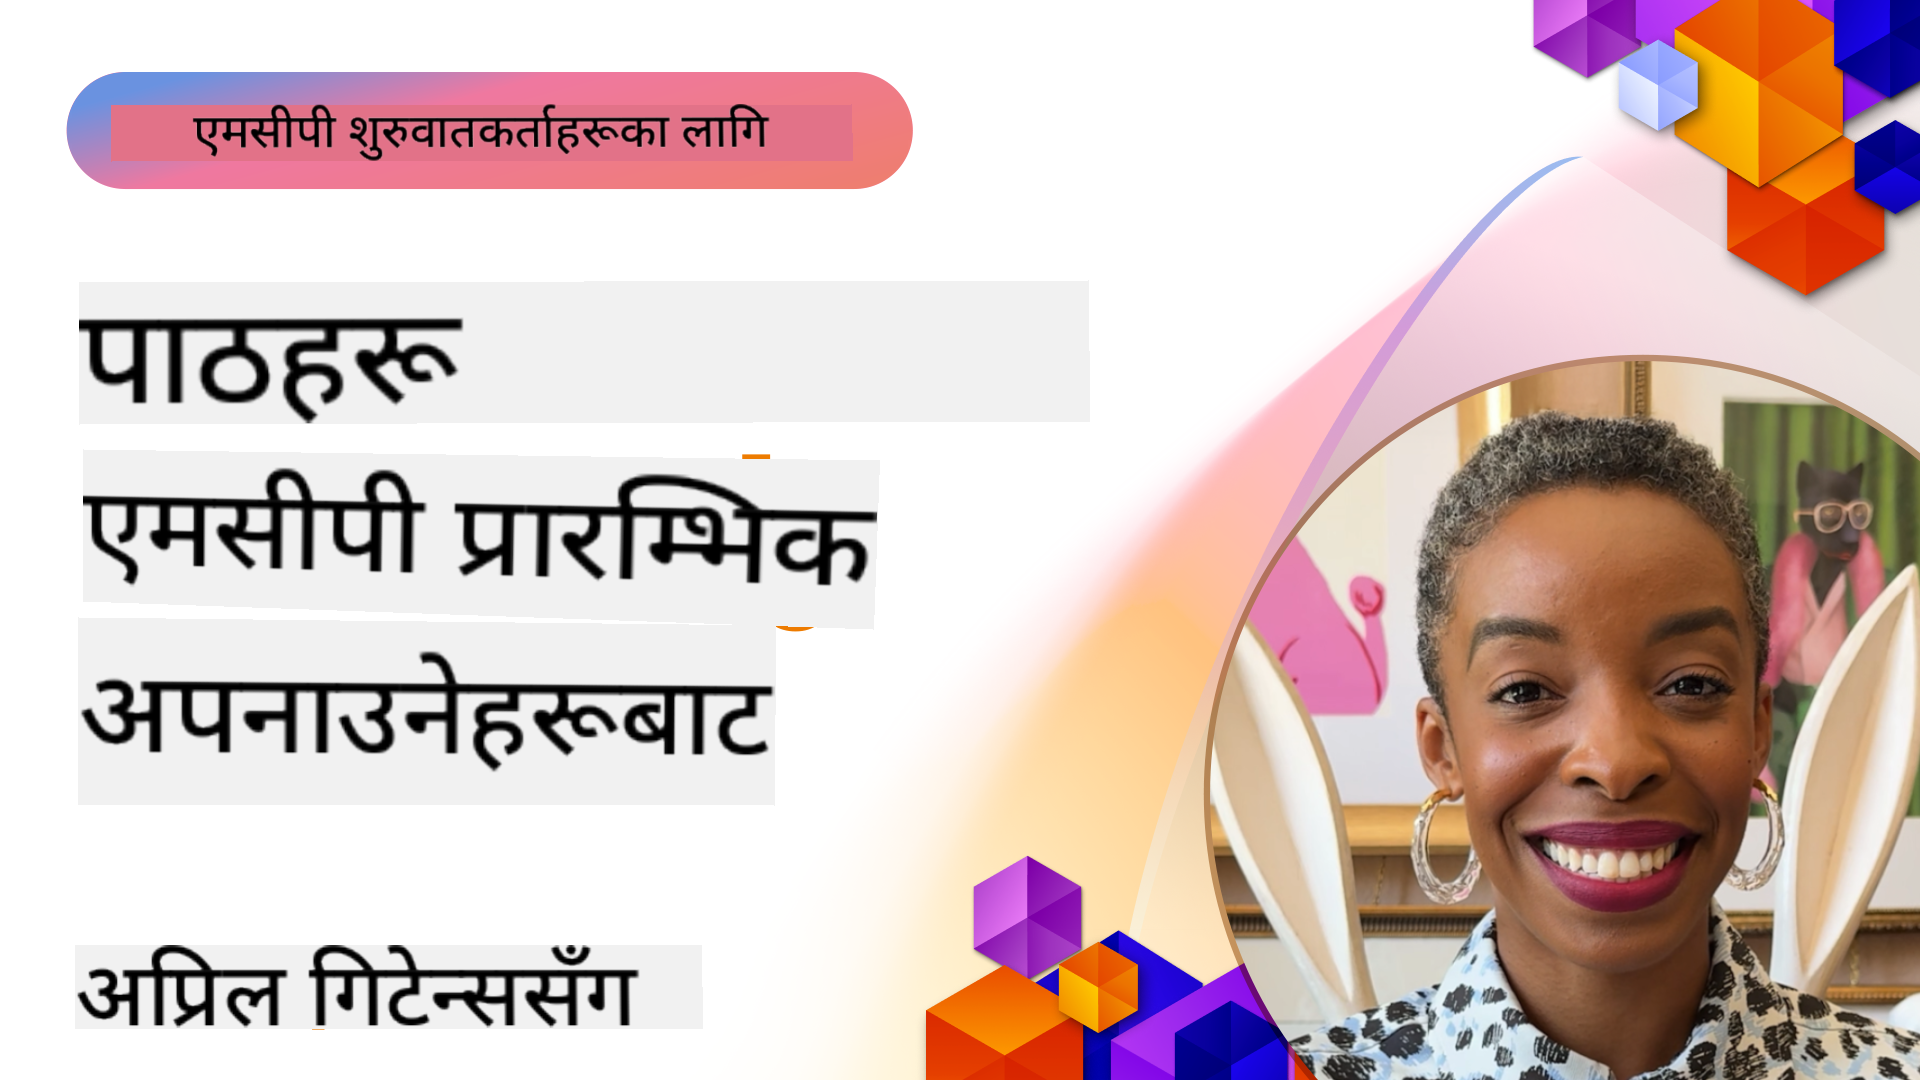 एमसीपी शुरुवातकर्ताहरूका लागि
पाठहरू
एमसीपी प्रारम्भिक
अपनाउनेहरूबाट
अप्रिल गिटेन्ससँग